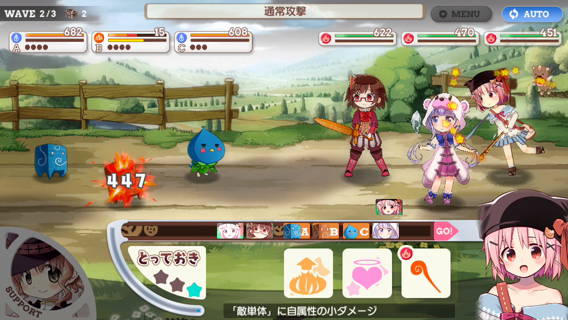 WAVE 2/3 2
通常攻撃
MENU
AUTO
682
15
608
A
B
C
622
470
451
447
A
B
C
GO!
とっておき
SUPPORT
「敵単体」に自属性の小ダメージ